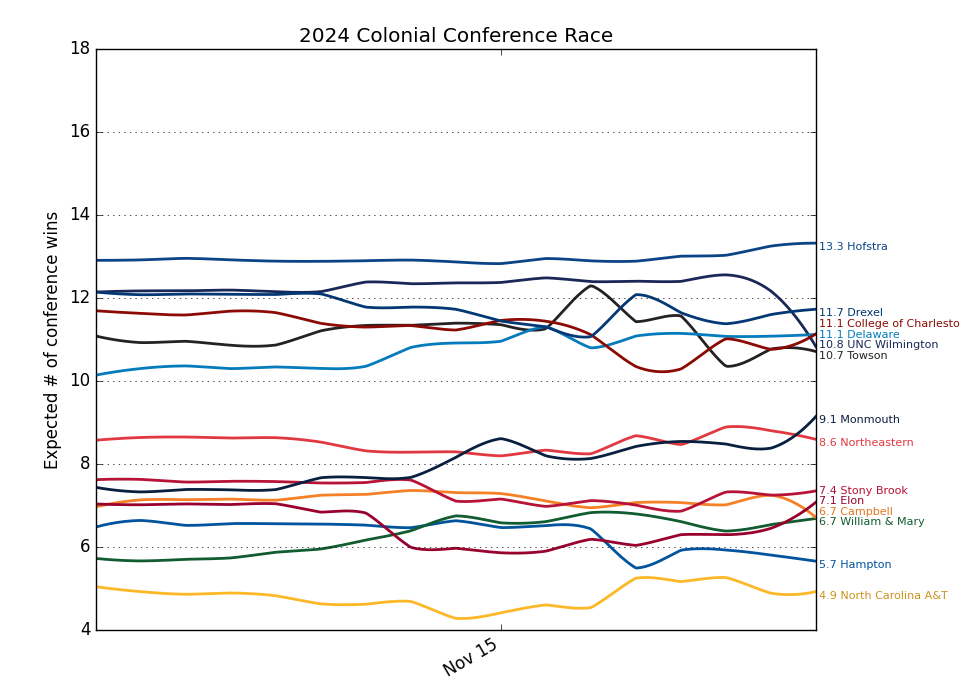 2024 Colonial Conference Race
Expected # of conference wins
18
16
14
12
10
8
6
4
Nov 15
13.3 Hofstra
11.7 Drexel
11.1 College of Charlesto
11.1 Delaware
10.8 UNC Wilmington
10.7 Towson
9.1 Monmouth
8.6 Northeastern
7.4 Stony Brook
7.1 Elon
6.7 Campbell
6.7 William & Mary
5.7 Hampton
4.9 North Carolina A&T